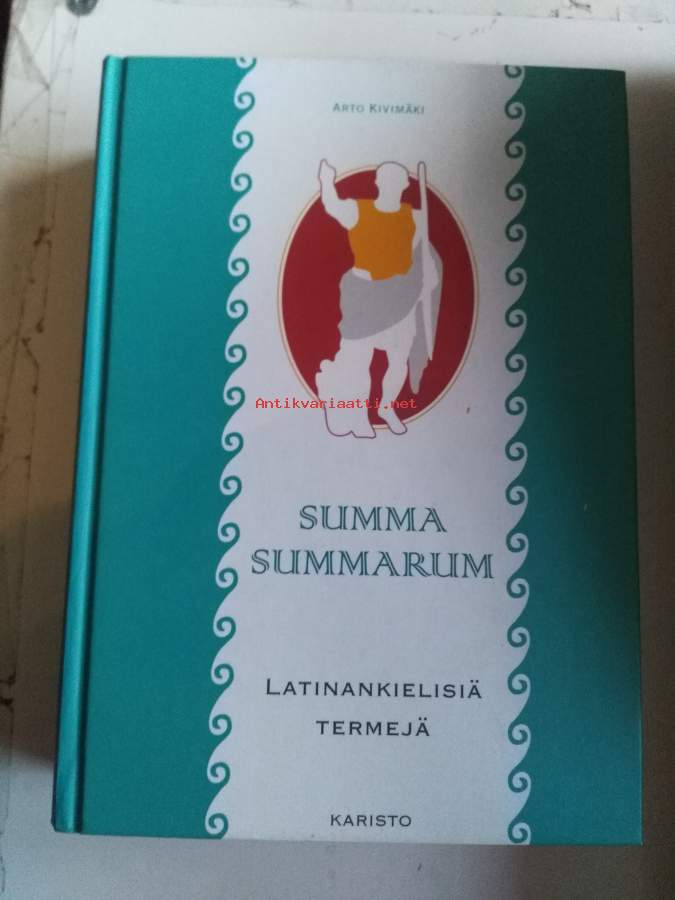 ARTO KIVIMÄKI
Antikvariaatti.net
SUMMA
SUMMARUM
LATINANKIELISIÄ
TERMEJÄ
KARISTO